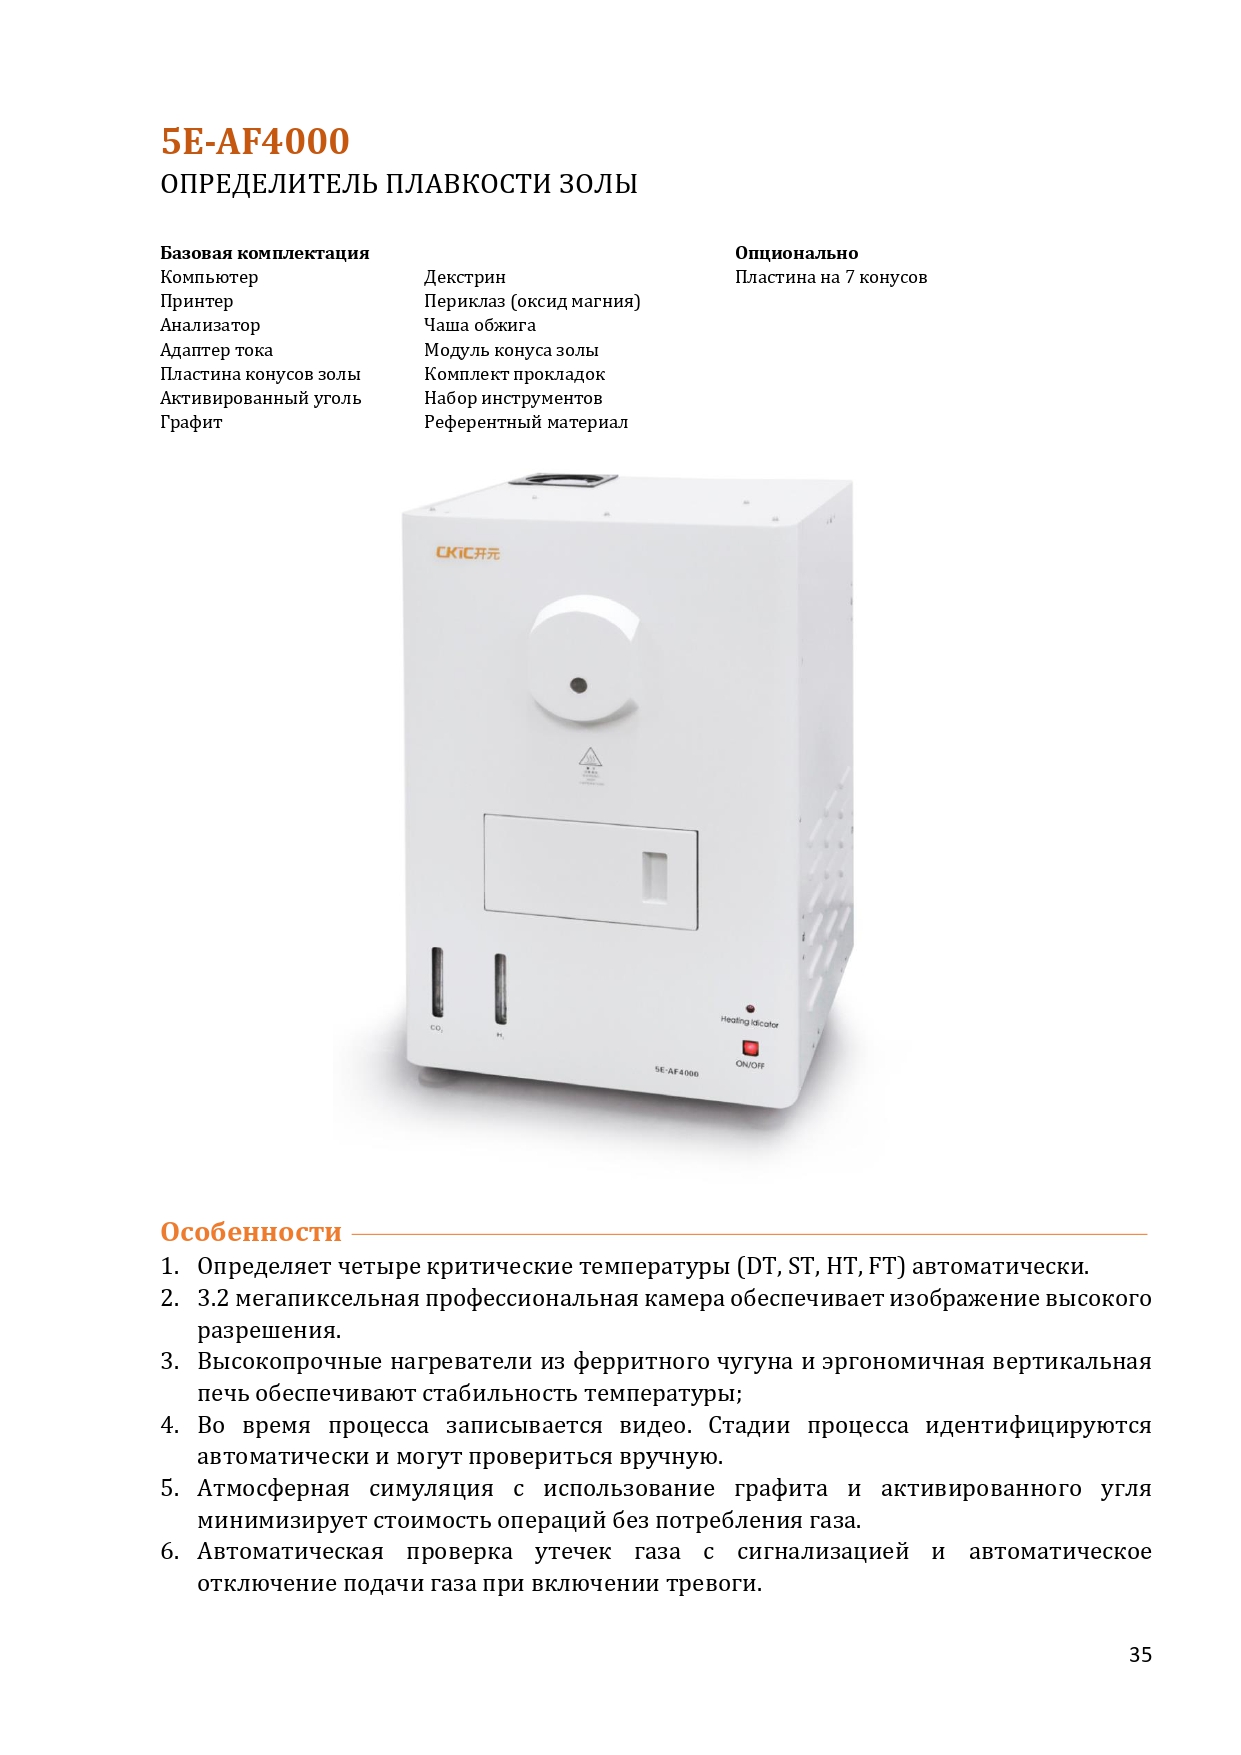 5E-AF4000
ОПРЕДЕЛИТЕЛЬ ПЛАВКОСТИ ЗОЛЫ
Базовая комплектация
Компьютер
Принтер
Анализатор
Адаптер тока
Пластина конусов золы
Активированный уголь
Графит
Декстрин
Периклаз (оксид магния)
Чаша обжига
Модуль конуса золы
Комплект прокладок
Набор инструментов
Референтный материал
Опционально
Пластина на 7 конусов
CKIC开元
CO₂
H₂
Heating Idicator
ON/OFF
5E-AF4000
Особенности
1. Определяет четыре критические температуры (DT, ST, HT, FT) автоматически.
2. 3.2 мегапиксельная профессиональная камера обеспечивает изображение высокого
разрешения.
3. Высокопрочные нагреватели из ферритного чугуна и эргономичная вертикальная
печь обеспечивают стабильность температуры;
4. Во время процесса записывается видео. Стадии процесса идентифицируются
автоматически и могут провериться вручную.
5. Атмосферная симуляция с использование графита и активированного угля
минимизирует стоимость операций без потребления газа.
6. Автоматическая проверка утечек газа с сигнализацией и автоматическое
отключение подачи газа при включении тревоги.
35